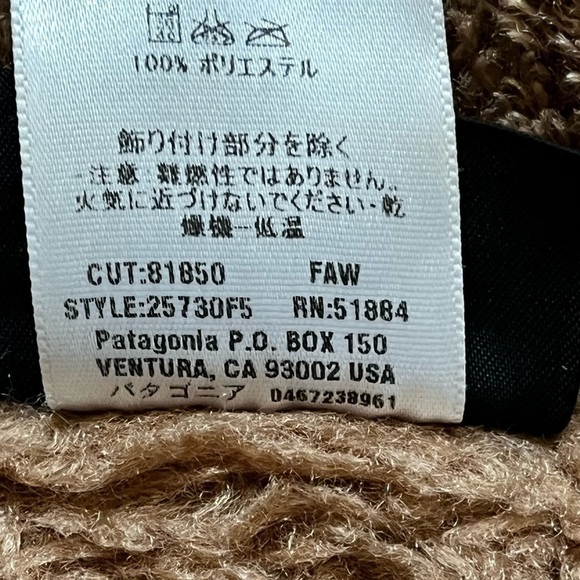 100% ポリエステル
飾り付け部分を除く
-注意:難燃性ではありません。
火気に近づけないでください・乾
燥機ー低温
CUT:81850 FAW
STYLE:25730F5 RN:51884
Patagonia P.O. BOX 150
VENTURA, CA 93002 USA
パタゴニア 0467238961